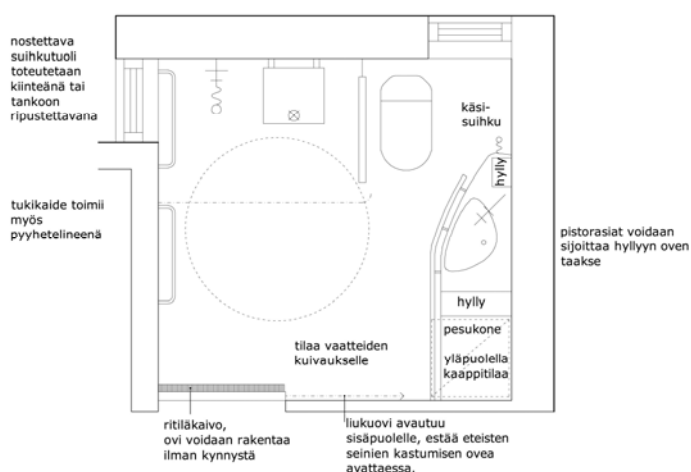 nostettava
suihkutuoli
toteutetaan
kiinteänä tai
tankoon
ripustettavana
käsi-
suihku
hylly
tukikaide toimii
myös
pyyhetelineenä
pistorasiat voidaan
sijoittaa hyllyyn oven
taakse
hylly
pesukone
yläpuolella
kaappitilaa
tilaa vaatteiden
kuivaukselle
ritiläkaivo,
ovi voidaan rakentaa
ilman kynnystä
liukuovi avautuu
sisäpuolelle, estää eteisten
seinien kastumisen ovea
avattaessa.